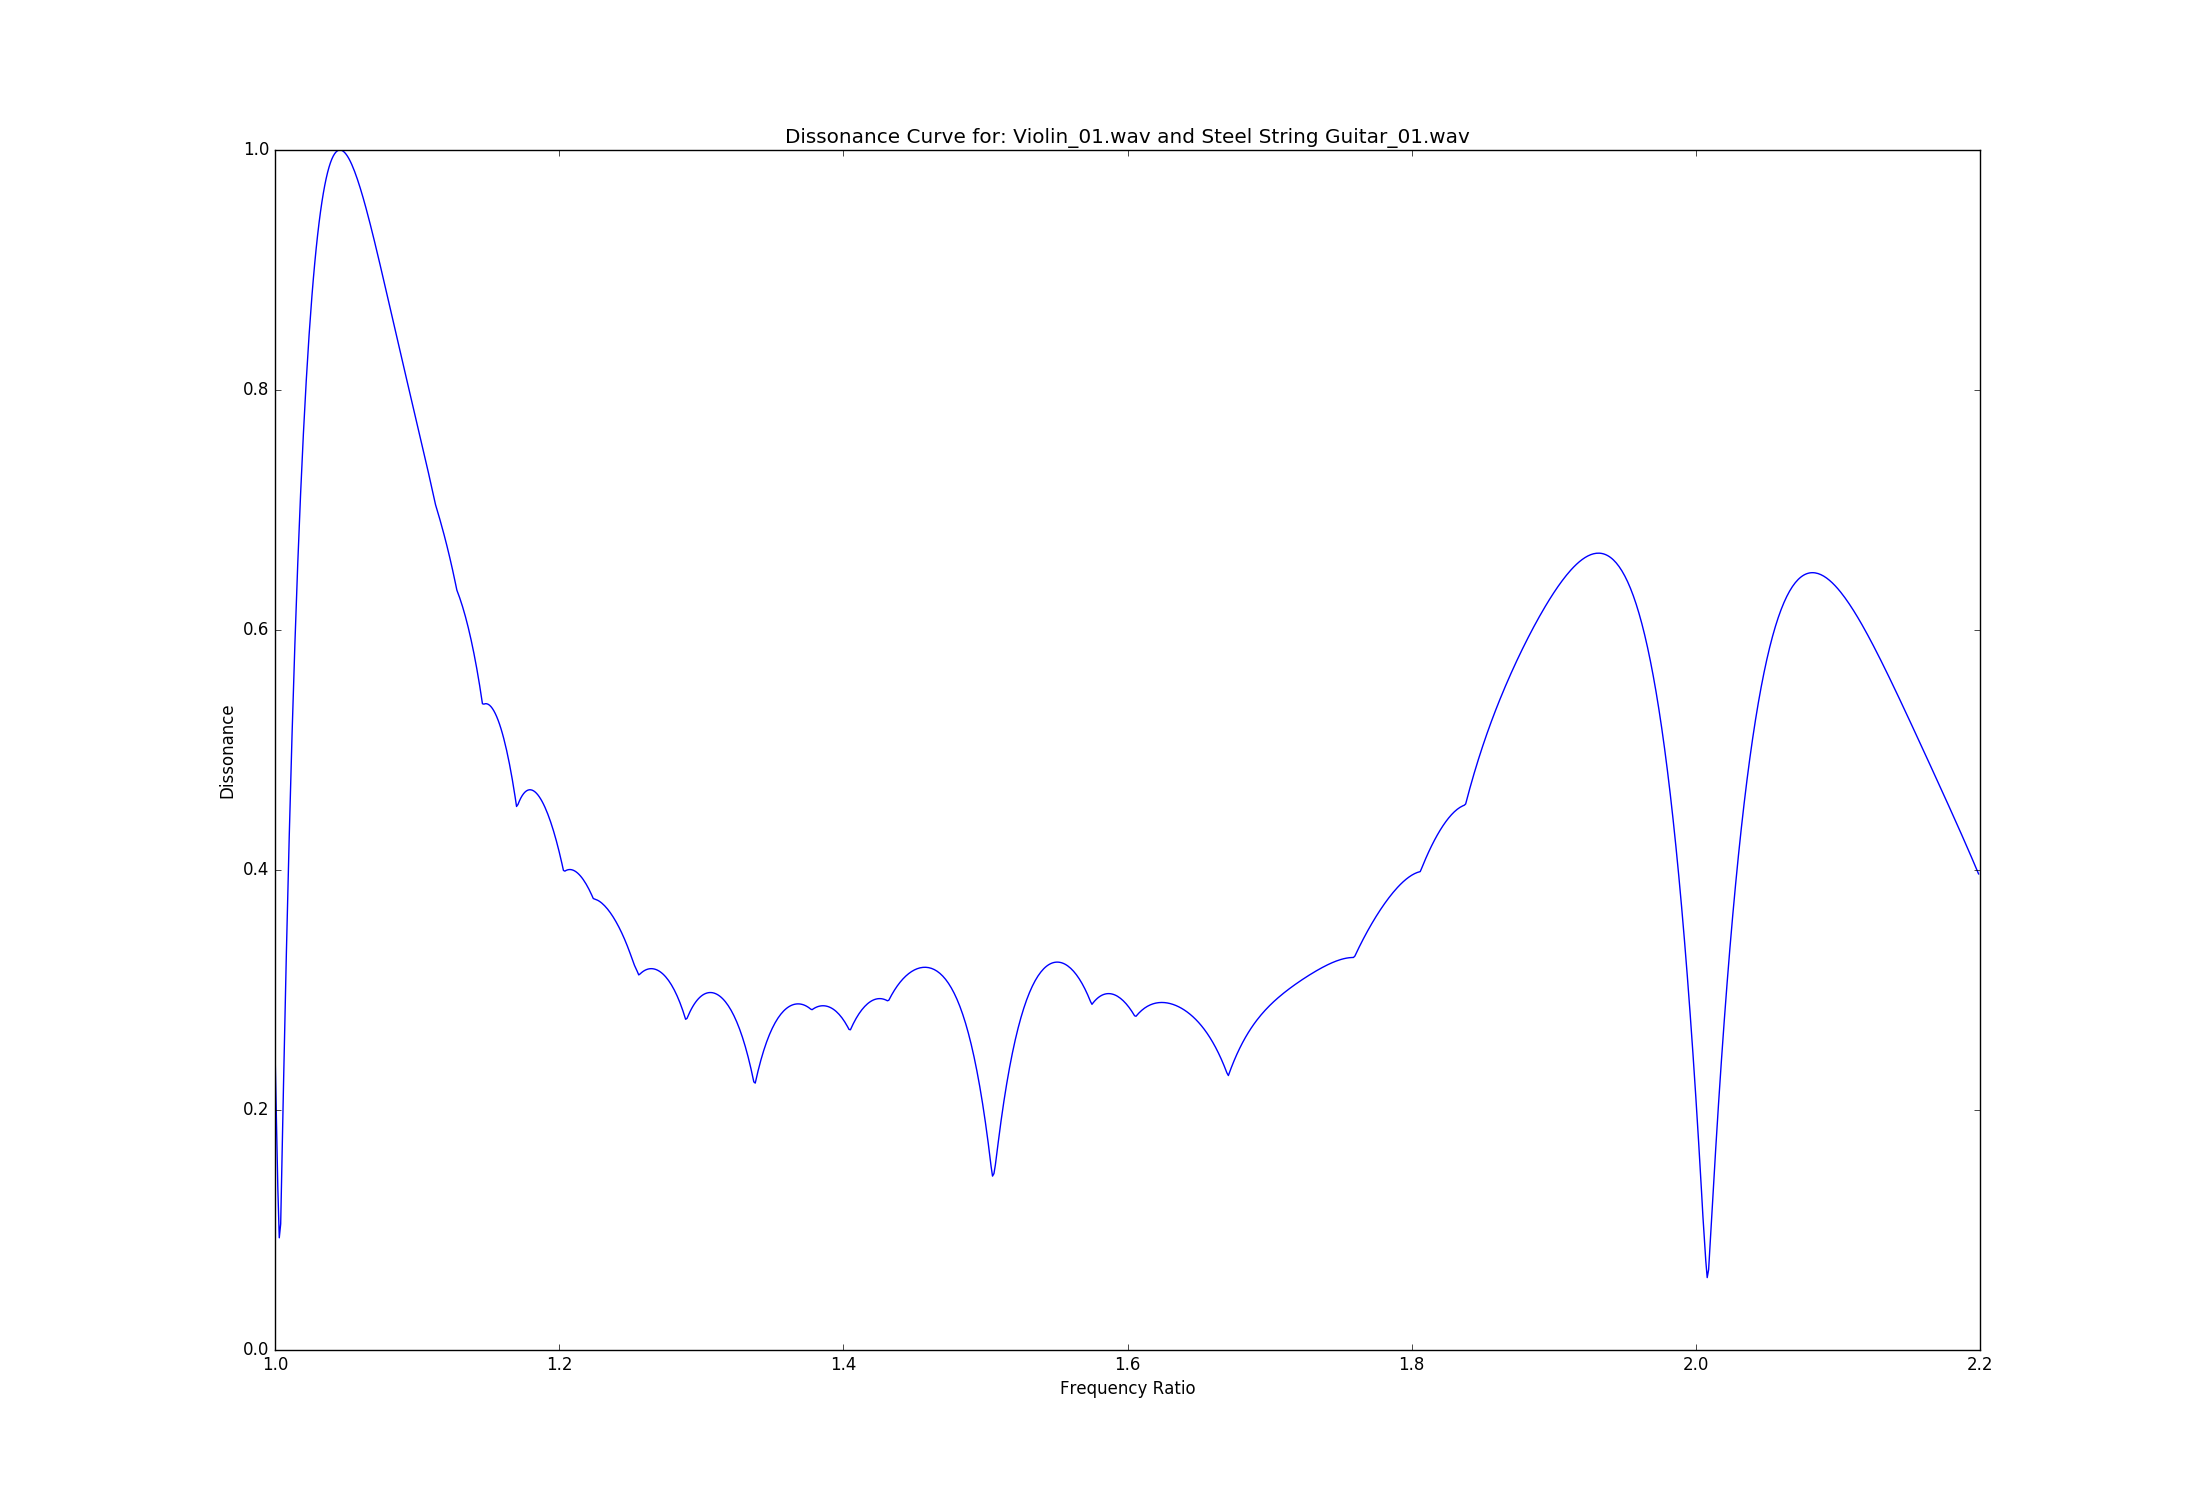 Dissonance Curve for: Violin_01.wav and Steel String Guitar_01.wav
1.0
0.8
0.6
0.4
0.2
0.0
Dissonance
1.0 1.2 1.4 1.6 1.8 2.0 2.2
Frequency Ratio